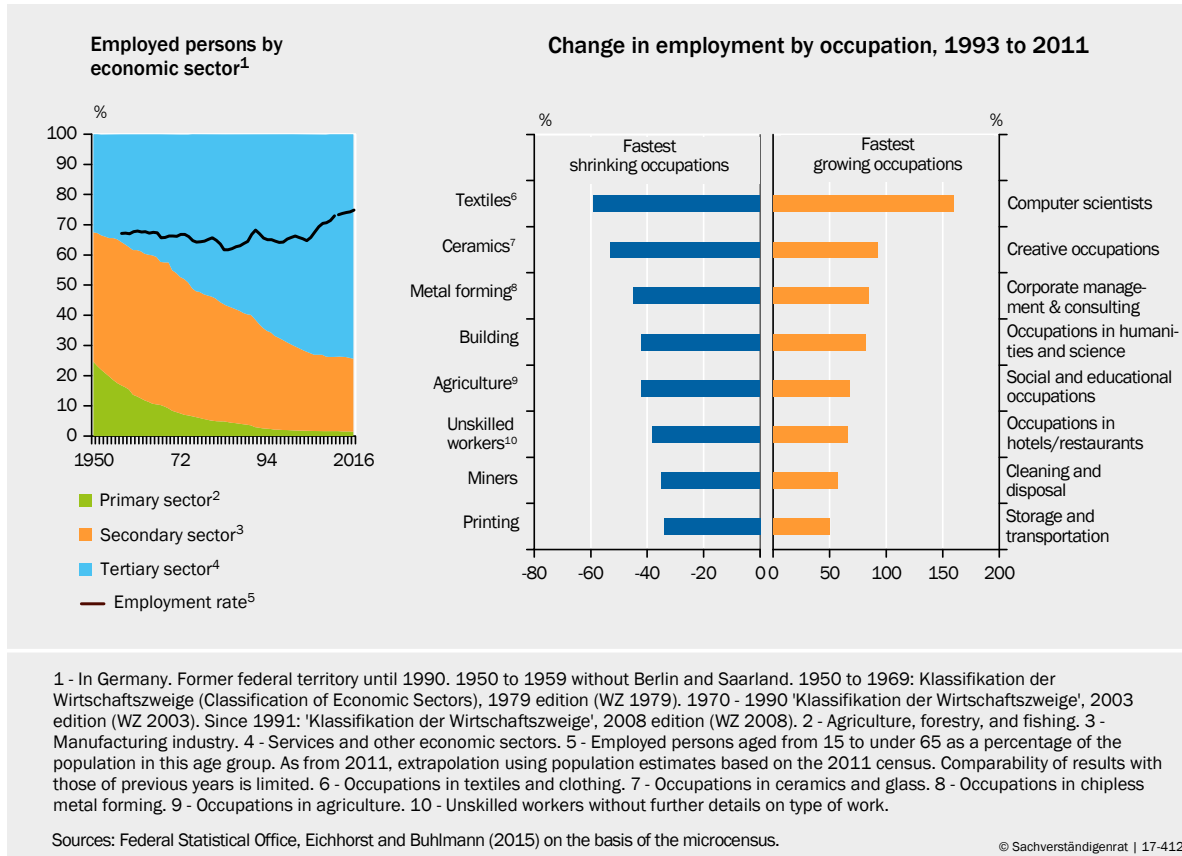 Employed persons by
economic sector1
%
100
90
80
70
60
50
40
30
20
10
0
1950 72 94 2016
Primary sector2
Secondary sector3
Tertiary sector4
Employment rate5
Change in employment by occupation, 1993 to 2011
% %
Fastest
shrinking occupations
Fastest
growing occupations
Textiles6
Ceramics7
Metal forming8
Building
Agriculture9
Unskilled
workers10
Miners
Printing
Computer scientists
Creative occupations
Corporate manage-
ment & consulting
Occupations in humani-
ties and science
Social and educational
occupations
Occupations in
hotels/restaurants
Cleaning and
disposal
Storage and
transportation
-80 -60 -40 -20 0 0 50 100 150 200
1 - In Germany. Former federal territory until 1990. 1950 to 1959 without Berlin and Saarland. 1950 to 1969: Klassifikation der
Wirtschaftszweige (Classification of Economic Sectors), 1979 edition (WZ 1979). 1970 - 1990 'Klassifikation der Wirtschaftszweige', 2003
edition (WZ 2003). Since 1991: 'Klassifikation der Wirtschaftszweige', 2008 edition (WZ 2008). 2 - Agriculture, forestry, and fishing. 3 -
Manufacturing industry. 4 - Services and other economic sectors. 5 - Employed persons aged from 15 to under 65 as a percentage of the
population in this age group. As from 2011, extrapolation using population estimates based on the 2011 census. Comparability of results with
those of previous years is limited. 6 - Occupations in textiles and clothing. 7 - Occupations in ceramics and glass. 8 - Occupations in chipless
metal forming. 9 - Occupations in agriculture. 10 - Unskilled workers without further details on type of work.
Sources: Federal Statistical Office, Eichhorst and Buhlmann (2015) on the basis of the microcensus.
© Sachverständigenrat | 17-412